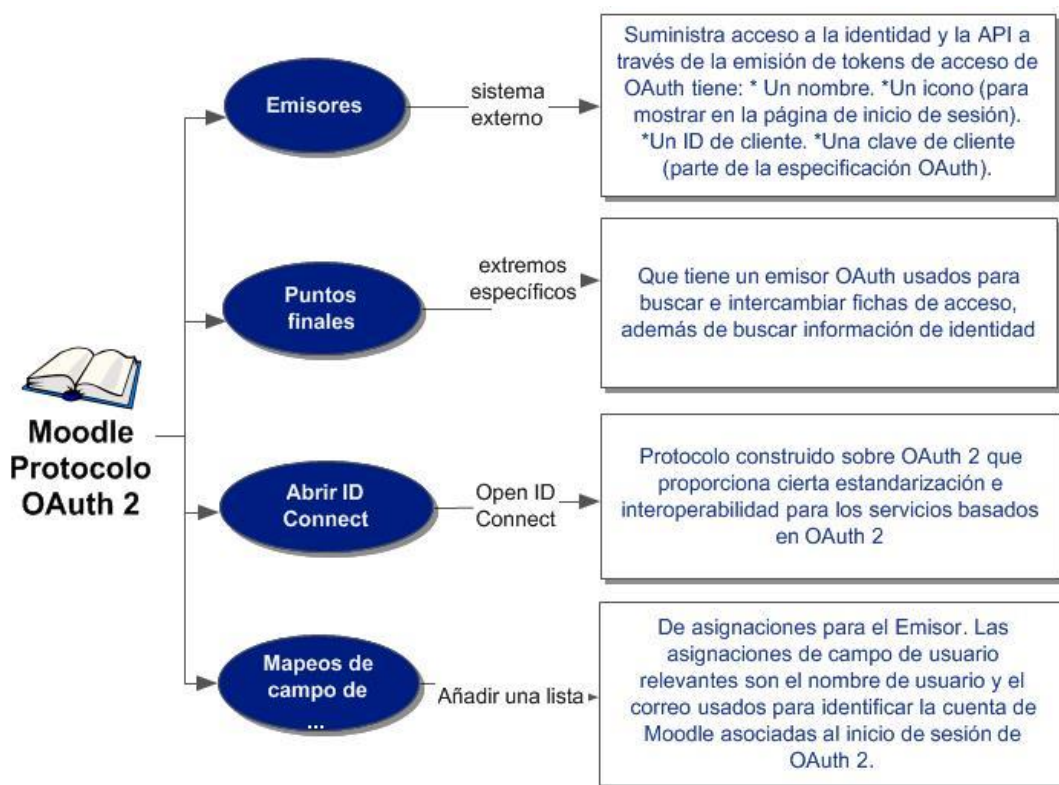 Moodle
Protocolo
OAuth 2
Emisores
sistema
externo
Suministra acceso a la identidad y la API a
través de la emisión de tokens de acceso de
OAuth tiene: * Un nombre. *Un icono (para
mostrar en la página de inicio de sesión).
*Un ID de cliente. *Una clave de cliente
(parte de la especificación OAuth).
Puntos
finales
extremos
específicos
Que tiene un emisor OAuth usados para
buscar e intercambiar fichas de acceso,
además de buscar información de identidad
Abrir ID
Connect
Open ID
Connect
Protocolo construido sobre OAuth 2 que
proporciona cierta estandarización e
interoperabilidad para los servicios basados
en OAuth 2
Mapeos de
campo de
...
Añadir una lista
De asignaciones para el Emisor. Las
asignaciones de campo de usuario
relevantes son el nombre de usuario y el
correo usados para identificar la cuenta de
Moodle asociadas al inicio de sesión de
OAuth 2.